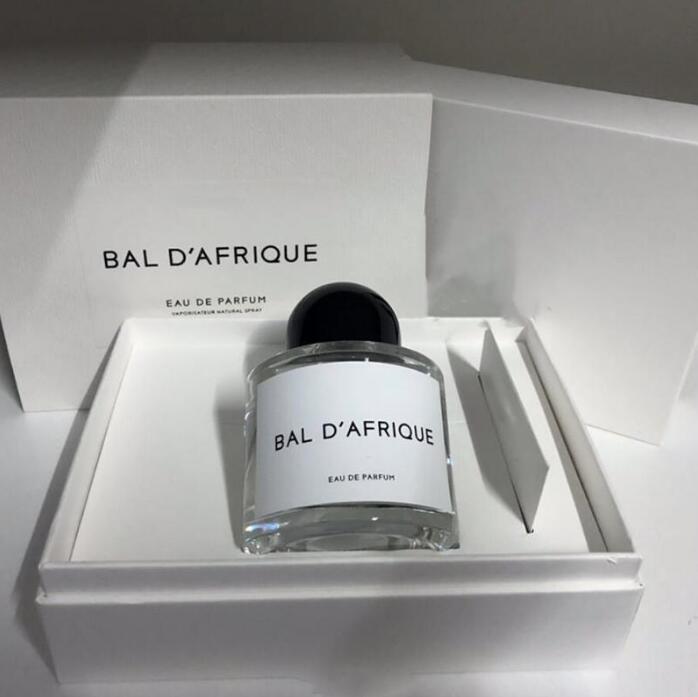 BAL D'AFRIQUE
EAU DE PARFUM
VAPORISATEUR NATURAL SPRAY
BAL D'AFRIQUE
EAU DE PARFUM